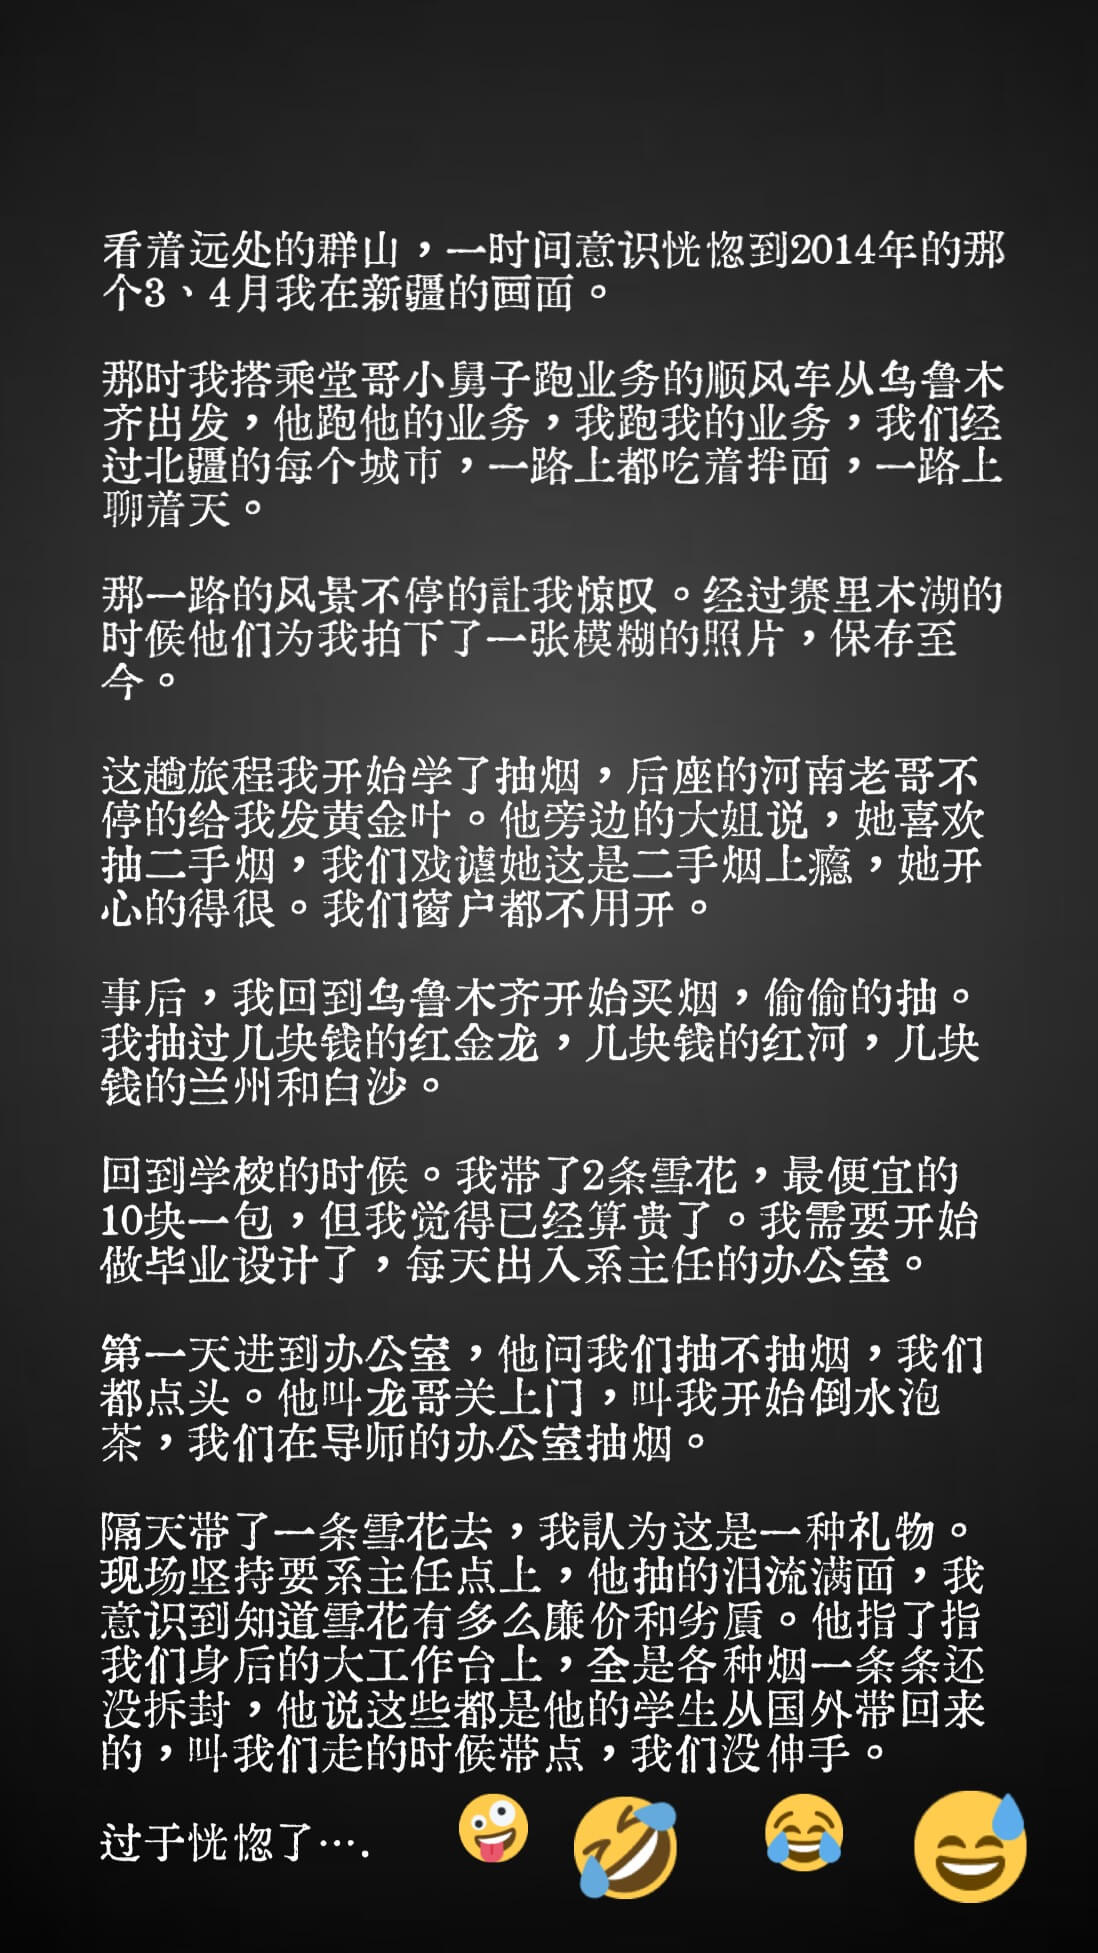 看着远处的群山，一时间意识恍惚到2014年的那
个3、4月我在新疆的画面。
那时我搭乘堂哥小舅子跑业务的顺风车从乌鲁木
齐出发，他跑他的业务，我跑我的业务，我们经
过北疆的每个城市，一路上都吃着拌面，一路上
聊着天。
那一路的风景不停的让我惊叹。经过赛里木湖的
时候他们为我拍下了一张模糊的照片，保存至
今。
这趟旅程我开始学了抽烟，后座的河南老哥不
停的给我发黄金叶。他旁边的大姐说，她喜欢
抽二手烟，我们戏谑她这是二手烟上瘾，她开
心的得很。我们窗户都不用开。
事后，我回到乌鲁木齐开始买烟，偷偷的抽。
我抽过几块钱的红金龙，几块钱的红河，几块
钱的兰州和白沙。
回到学校的时候。我带了2条雪花，最便宜的
10块一包，但我觉得已经算贵了。我需要开始
做毕业设计了，每天出入系主任的办公室。
第一天进到办公室，他问我们抽不抽烟，我们
都点头。他叫龙哥关上门，叫我开始倒水泡
茶，我们在导师的办公室抽烟。
隔天带了一条雪花去，我认为这是一种礼物。
现场坚持要系主任点上，他抽的泪流满面，我
意识到知道雪花有多么廉价和劣质。他指了指
我们身后的大工作台上，全是各种烟一条条还
没拆封，他说这些都是他的学生从国外带回来
的，叫我们走的时候带点，我们没伸手。
过于恍惚了….